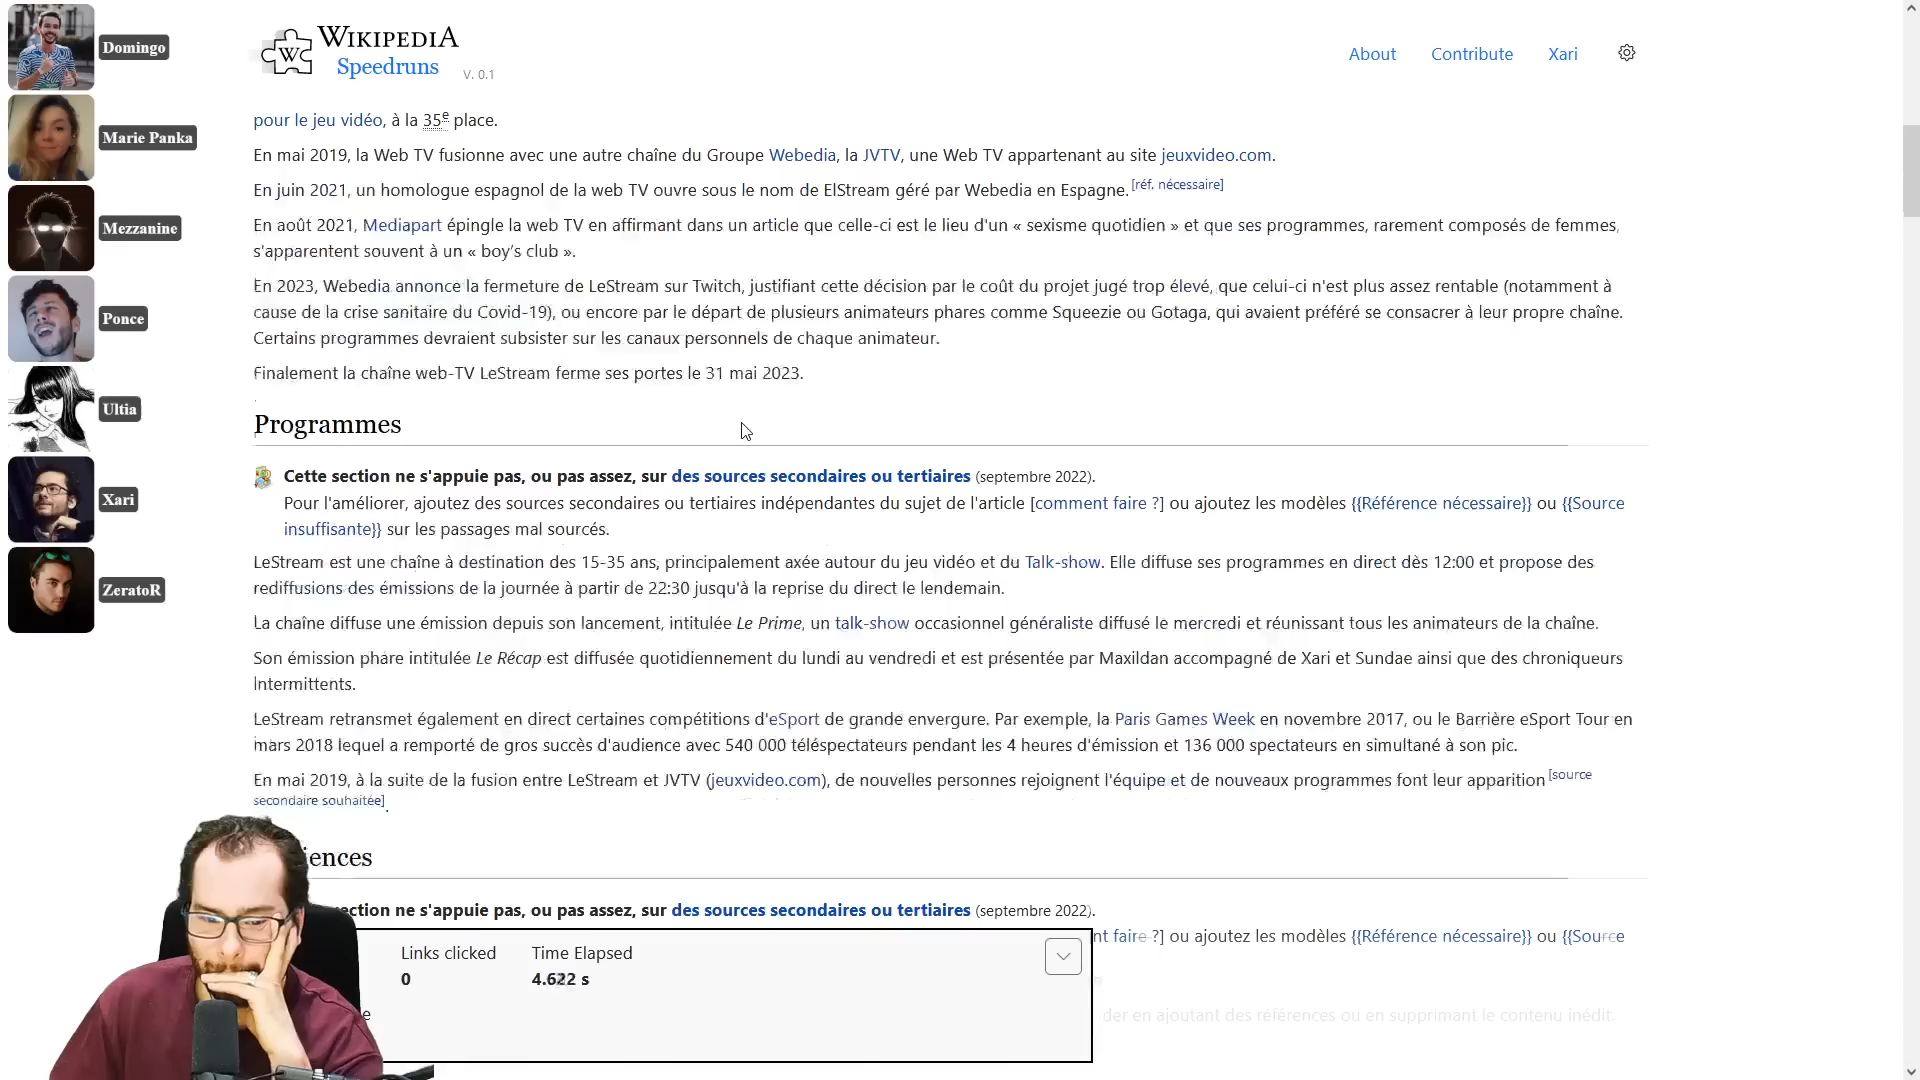 Domingo
Marie Panka
Mezzanine
Ponce
Ultia
Xari
ZeratoR
W
WIKIPEDIA
Speedruns
V. 0.1
About
Contribute
Xari
pour le jeu vidéo, à la 35e place.
En mai 2019, la Web TV fusionne avec une autre chaîne du Groupe Webedia, la JVTV, une Web TV appartenant au site jeuxvideo.com.
En juin 2021, un homologue espagnol de la web TV ouvre sous le nom de ElStream géré par Webedia en Espagne.[réf. nécessaire]
En août 2021, Mediapart épingle la web TV en affirmant dans un article que celle-ci est le lieu d'un « sexisme quotidien » et que ses programmes, rarement composés de femmes,
s'apparentent souvent à un « boy’s club ».
En 2023, Webedia annonce la fermeture de LeStream sur Twitch, justifiant cette décision par le coût du projet jugé trop élevé, que celui-ci n'est plus assez rentable (notamment à
cause de la crise sanitaire du Covid-19), ou encore par le départ de plusieurs animateurs phares comme Squeezie ou Gotaga, qui avaient préféré se consacrer à leur propre chaîne.
Certains programmes devraient subsister sur les canaux personnels de chaque animateur.
Finalement la chaîne web-TV LeStream ferme ses portes le 31 mai 2023.
Programmes
Cette section ne s'appuie pas, ou pas assez, sur des sources secondaires ou tertiaires (septembre 2022).
Pour l'améliorer, ajoutez des sources secondaires ou tertiaires indépendantes du sujet de l'article [comment faire ?] ou ajoutez les modèles {{Référence nécessaire}} ou {{Source
insuffisante}} sur les passages mal sourcés.
LeStream est une chaîne à destination des 15-35 ans, principalement axée autour du jeu vidéo et du Talk-show. Elle diffuse ses programmes en direct dès 12:00 et propose des
rediffusions des émissions de la journée à partir de 22:30 jusqu'à la reprise du direct le lendemain.
La chaîne diffuse une émission depuis son lancement, intitulée Le Prime, un talk-show occasionnel généraliste diffusé le mercredi et réunissant tous les animateurs de la chaîne.
Son émission phare intitulée Le Récap est diffusée quotidiennement du lundi au vendredi et est présentée par Maxildan accompagné de Xari et Sundae ainsi que des chroniqueurs
Intermittents.
LeStream retransmet également en direct certaines compétitions d'eSport de grande envergure. Par exemple, la Paris Games Week en novembre 2017, ou le Barrière eSport Tour en
mars 2018 lequel a remporté de gros succès d'audience avec 540 000 téléspectateurs pendant les 4 heures d'émission et 136 000 spectateurs en simultané à son pic.
En mai 2019, à la suite de la fusion entre LeStream et JVTV (jeuxvideo.com), de nouvelles personnes rejoignent l'équipe et de nouveaux programmes font leur apparition[source
secondaire souhaitée].
iences
ection ne s'appuie pas, ou pas assez, sur des sources secondaires ou tertiaires (septembre 2022).
nt faire ?] ou ajoutez les modèles {{Référence nécessaire}} ou {{Source
Links clicked
Time Elapsed
0
4.622 s
e
der en ajoutant des références ou en supprimant le contenu inédit.